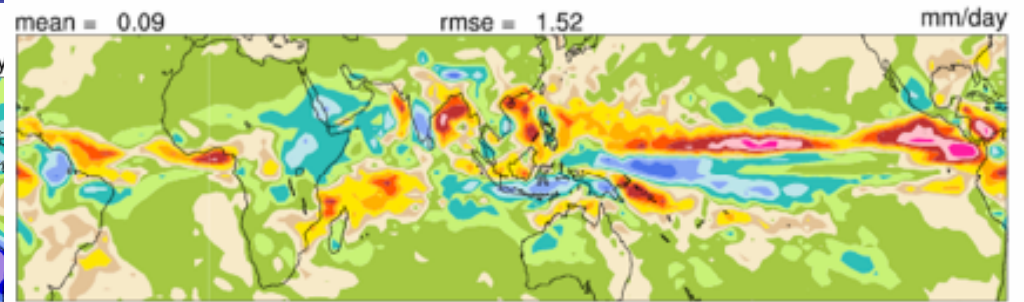 mean = 0.09 rmse = 1.52 mm/day